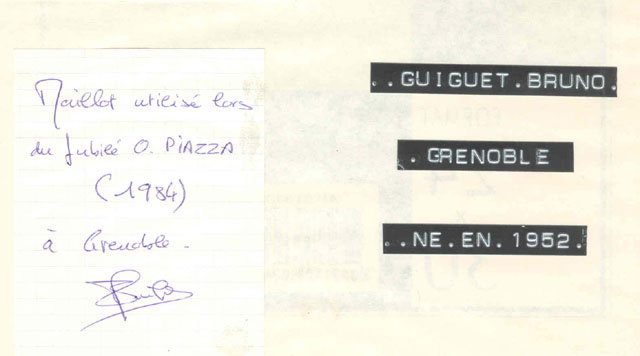 Maillot utilisé lors
du Jubilé O. PIAZZA
(1984)
à Grenoble.
..GUIGUET.BRUNO.
.GRENOBLE
..NE.EN.1952.